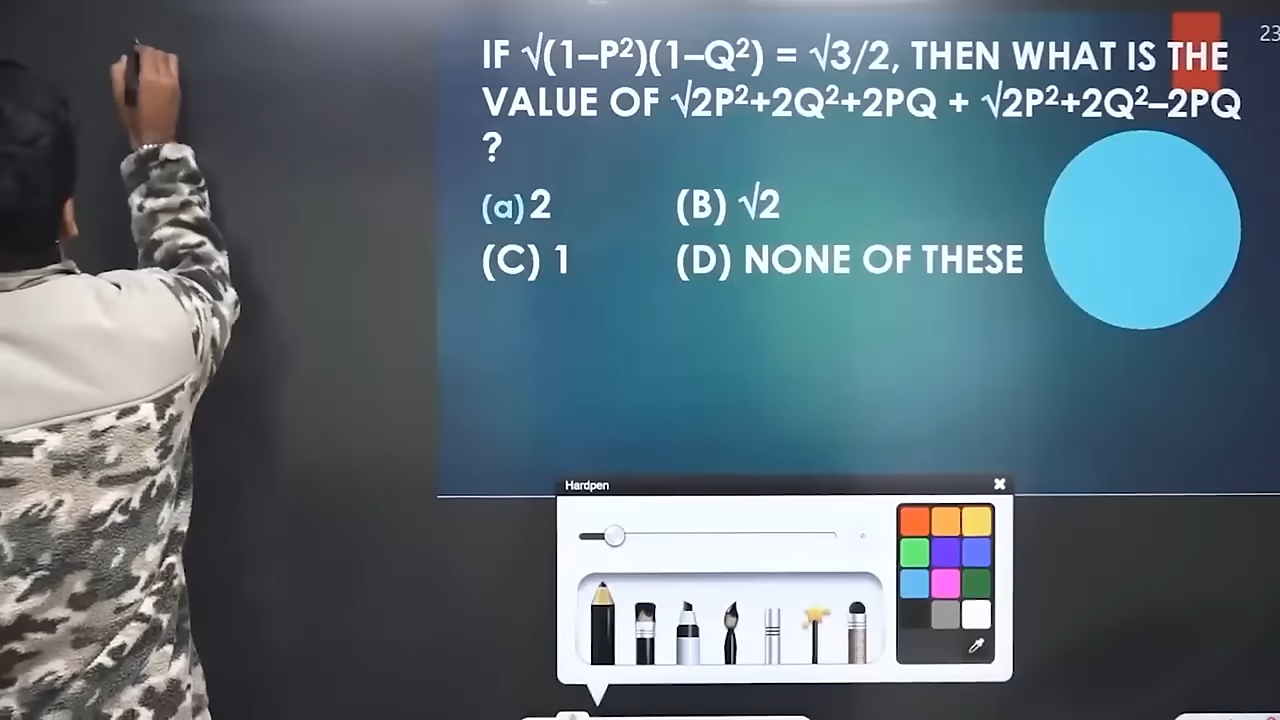 23
IF √(1–P²)(1–Q²) = √3/2, THEN WHAT IS THE
VALUE OF √2P²+2Q²+2PQ + √2P²+2Q²–2PQ
?
(a) 2 (B) √2
(C) 1 (D) NONE OF THESE
Hardpen